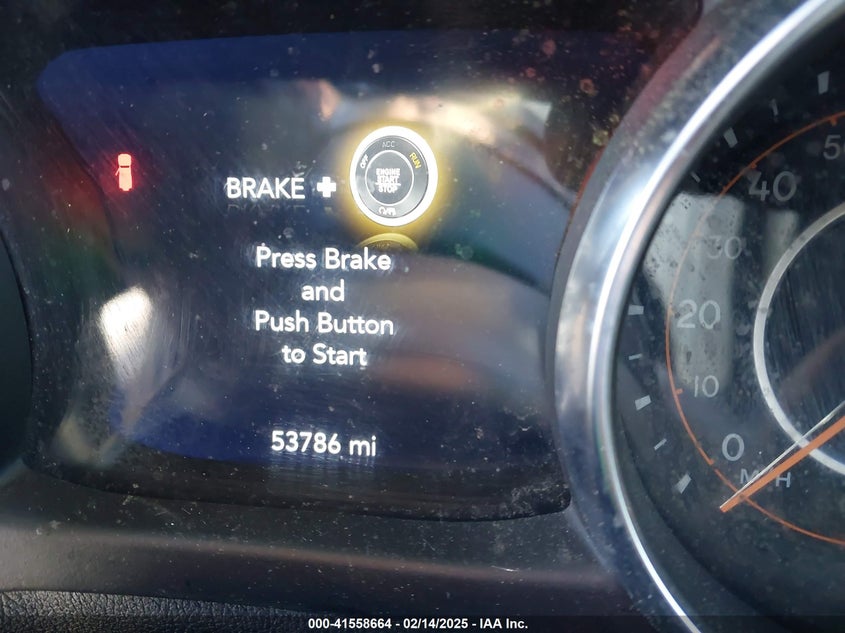 BRAKE +
OFF
ACC
RUN
ENGINE
START
STOP
Press Brake
and
Push Button
to Start
53786 mi
50
40
30
20
10
0
MPH
000-41558664 - 02/14/2025 - IAA Inc.